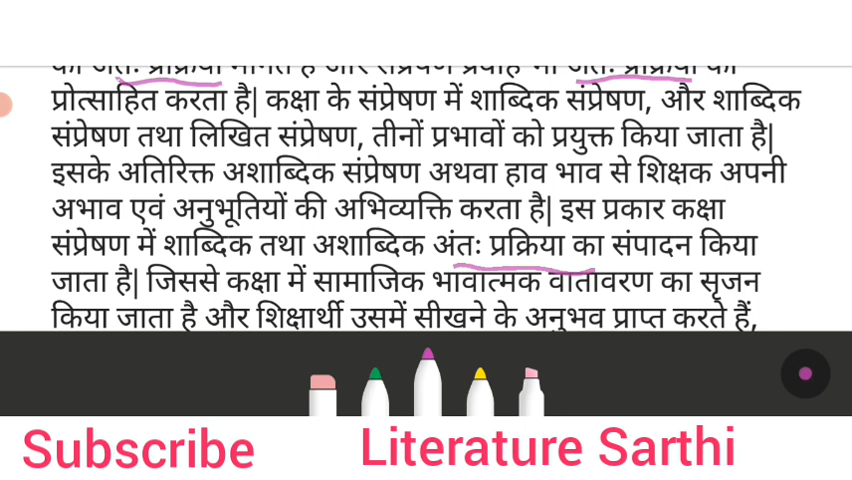 प्रोत्साहित करता है| कक्षा के संप्रेषण में शाब्दिक संप्रेषण, और शाब्दिक
संप्रेषण तथा लिखित संप्रेषण, तीनों प्रभावों को प्रयुक्त किया जाता है|
इसके अतिरिक्त अशाब्दिक संप्रेषण अथवा हाव भाव से शिक्षक अपनी
अभाव एवं अनुभूतियों की अभिव्यक्ति करता है| इस प्रकार कक्षा
संप्रेषण में शाब्दिक तथा अशाब्दिक अंतः प्रक्रिया का संपादन किया
जाता है| जिससे कक्षा में सामाजिक भावात्मक वातावरण का सृजन
किया जाता है और शिक्षार्थी उसमें सीखने के अनुभव प्राप्त करते हैं,
Subscribe Literature Sarthi